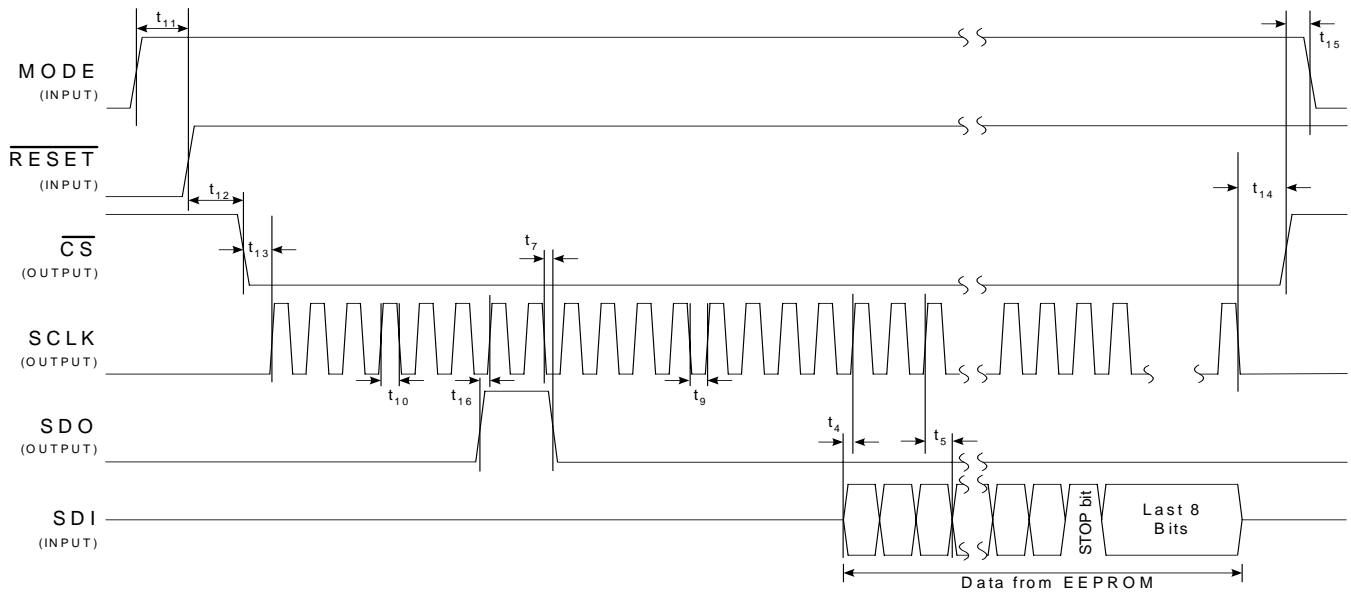 t11
t15
MODE
(INPUT)
RESET
(INPUT)
t12
t14
t7
CS
(OUTPUT)
t13
SCLK
(OUTPUT)
t10
t16
t9
SDO
(OUTPUT)
t4
t5
SDI
(INPUT)
STOP bit
Last 8
Bits
Data from EEPROM